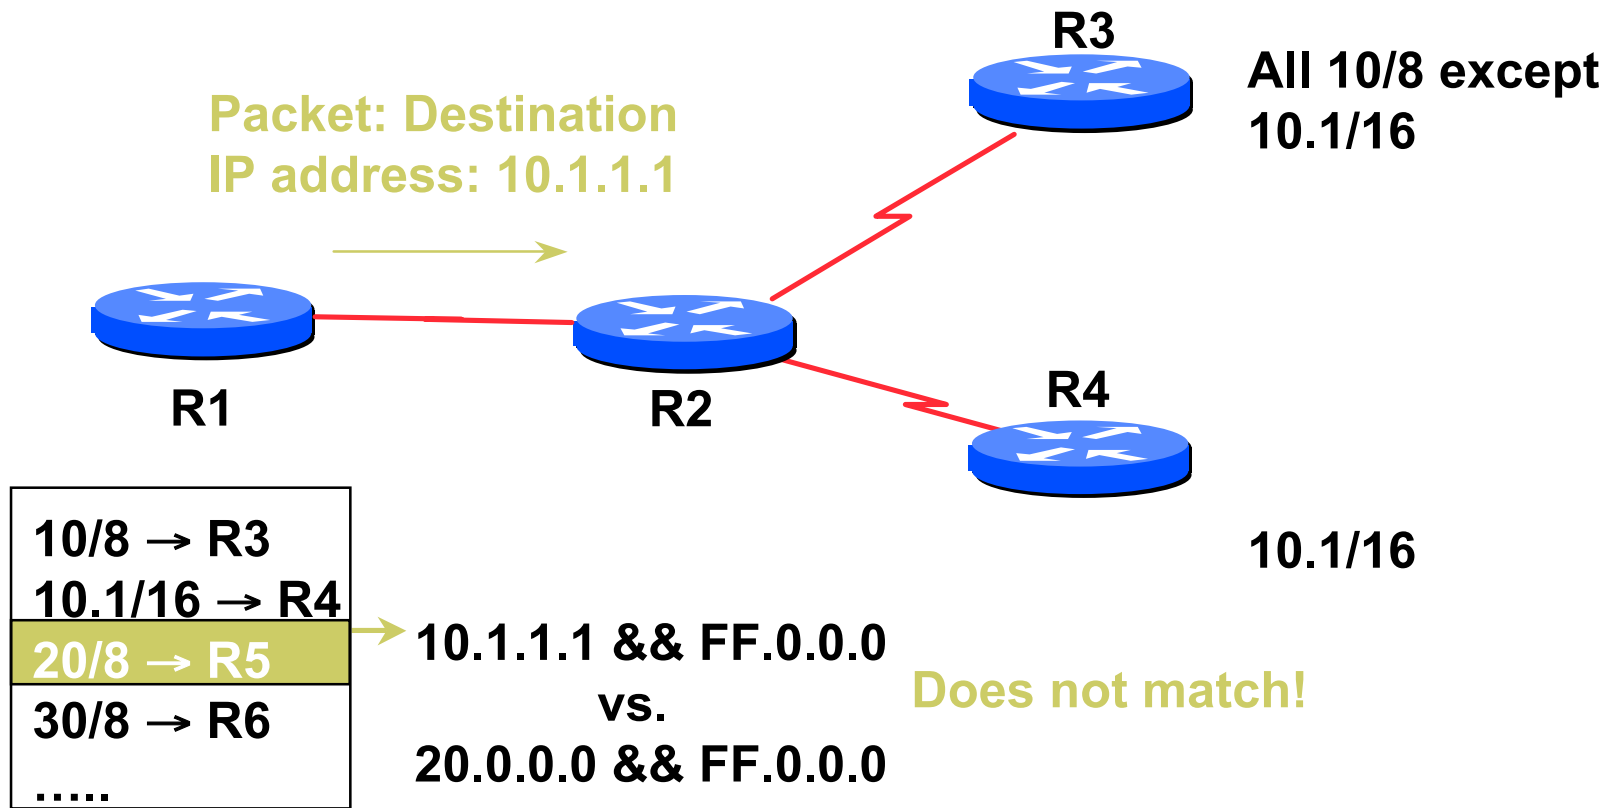 R3
All 10/8 except
10.1/16
Packet: Destination
IP address: 10.1.1.1
R1
R2
R4
10.1/16
10/8 → R3
10.1/16 → R4
20/8 → R5
30/8 → R6
.....
10.1.1.1 && FF.0.0.0
vs.
20.0.0.0 && FF.0.0.0
Does not match!